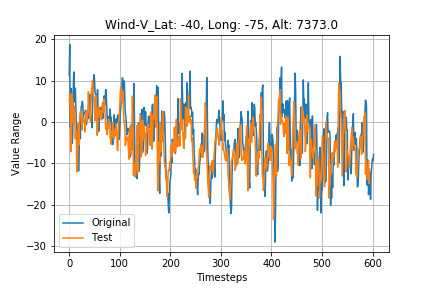 Wind-V_Lat: -40, Long: -75, Alt: 7373.0
20
10
0
−10
−20
−30
Value Range
Original
Test
0 100 200 300 400 500 600
Timesteps